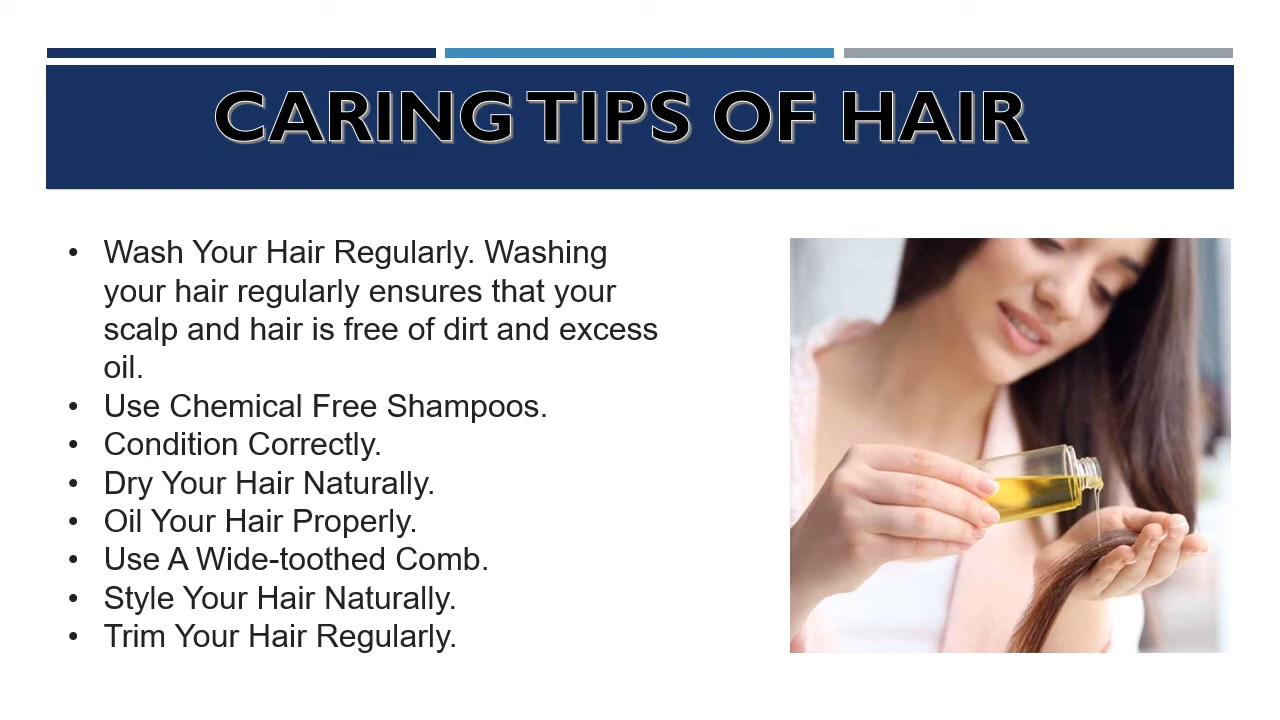 CARING TIPS OF HAIR
• Wash Your Hair Regularly. Washing
your hair regularly ensures that your
scalp and hair is free of dirt and excess
oil.
• Use Chemical Free Shampoos.
• Condition Correctly.
• Dry Your Hair Naturally.
• Oil Your Hair Properly.
• Use A Wide-toothed Comb.
• Style Your Hair Naturally.
• Trim Your Hair Regularly.